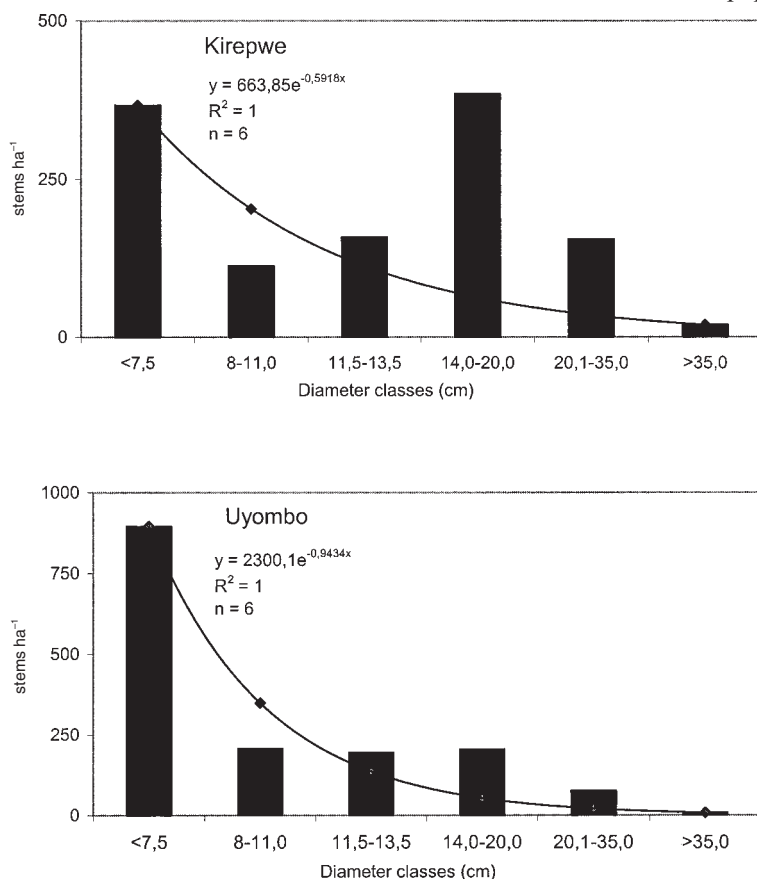 500
Kirepwe
y = 663,85e^-0,5918x
R² = 1
n = 6
250
0
stems ha⁻¹
<7,5 8-11,0 11,5-13,5 14,0-20,0 20,1-35,0 >35,0
Diameter classes (cm)
1000
Uyombo
y = 2300,1e^-0,9434x
R² = 1
n = 6
750
500
250
0
stems ha⁻¹
<7,5 8-11,0 11,5-13,5 14,0-20,0 20,1-35,0 >35,0
Diameter classes (cm)